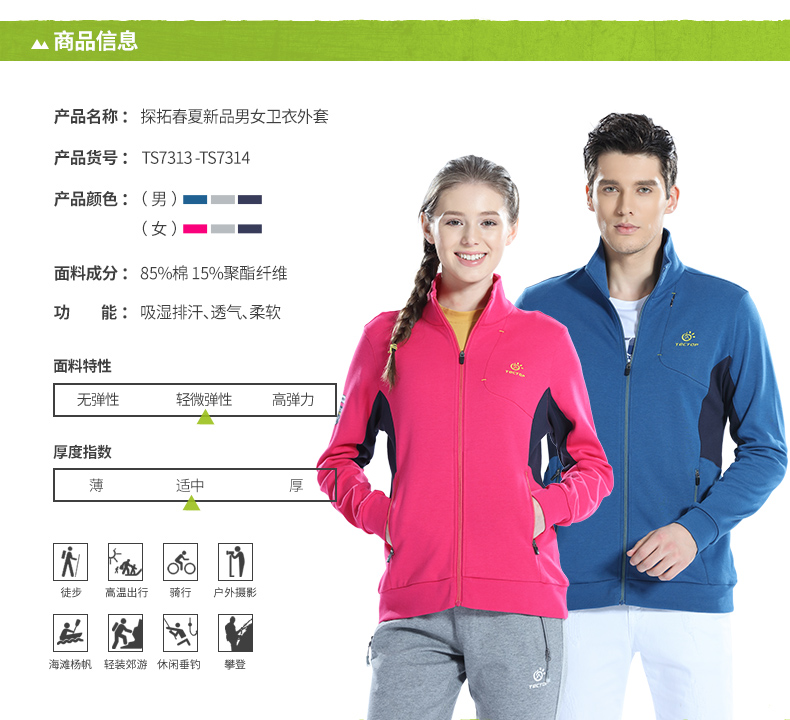 商品信息
产品名称： 探拓春夏新品男女卫衣外套
产品货号： TS7313 -TS7314
产品颜色：（ 男 ）
（ 女 ）
面料成分： 85%棉 15%聚酯纤维
功 能： 吸湿排汗、透气、柔软
面料特性
无弹性 轻微弹性 高弹力
厚度指数
薄 适中 厚
徒步 高温出行 骑行 户外摄影
海滩杨帆 轻装郊游 休闲垂钓 攀登
TECTOP
TECTOP
TECTOP